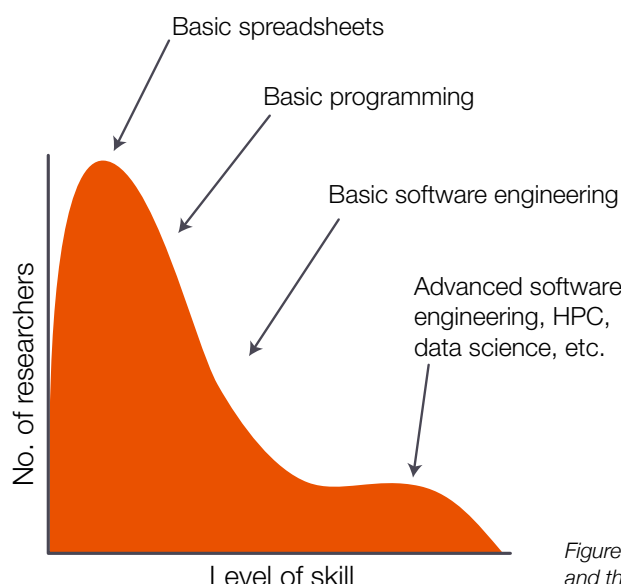 Basic spreadsheets
Basic programming
Basic software engineering
Advanced software
engineering, HPC,
data science, etc.
No. of researchers
Level of skill
Figure
and th